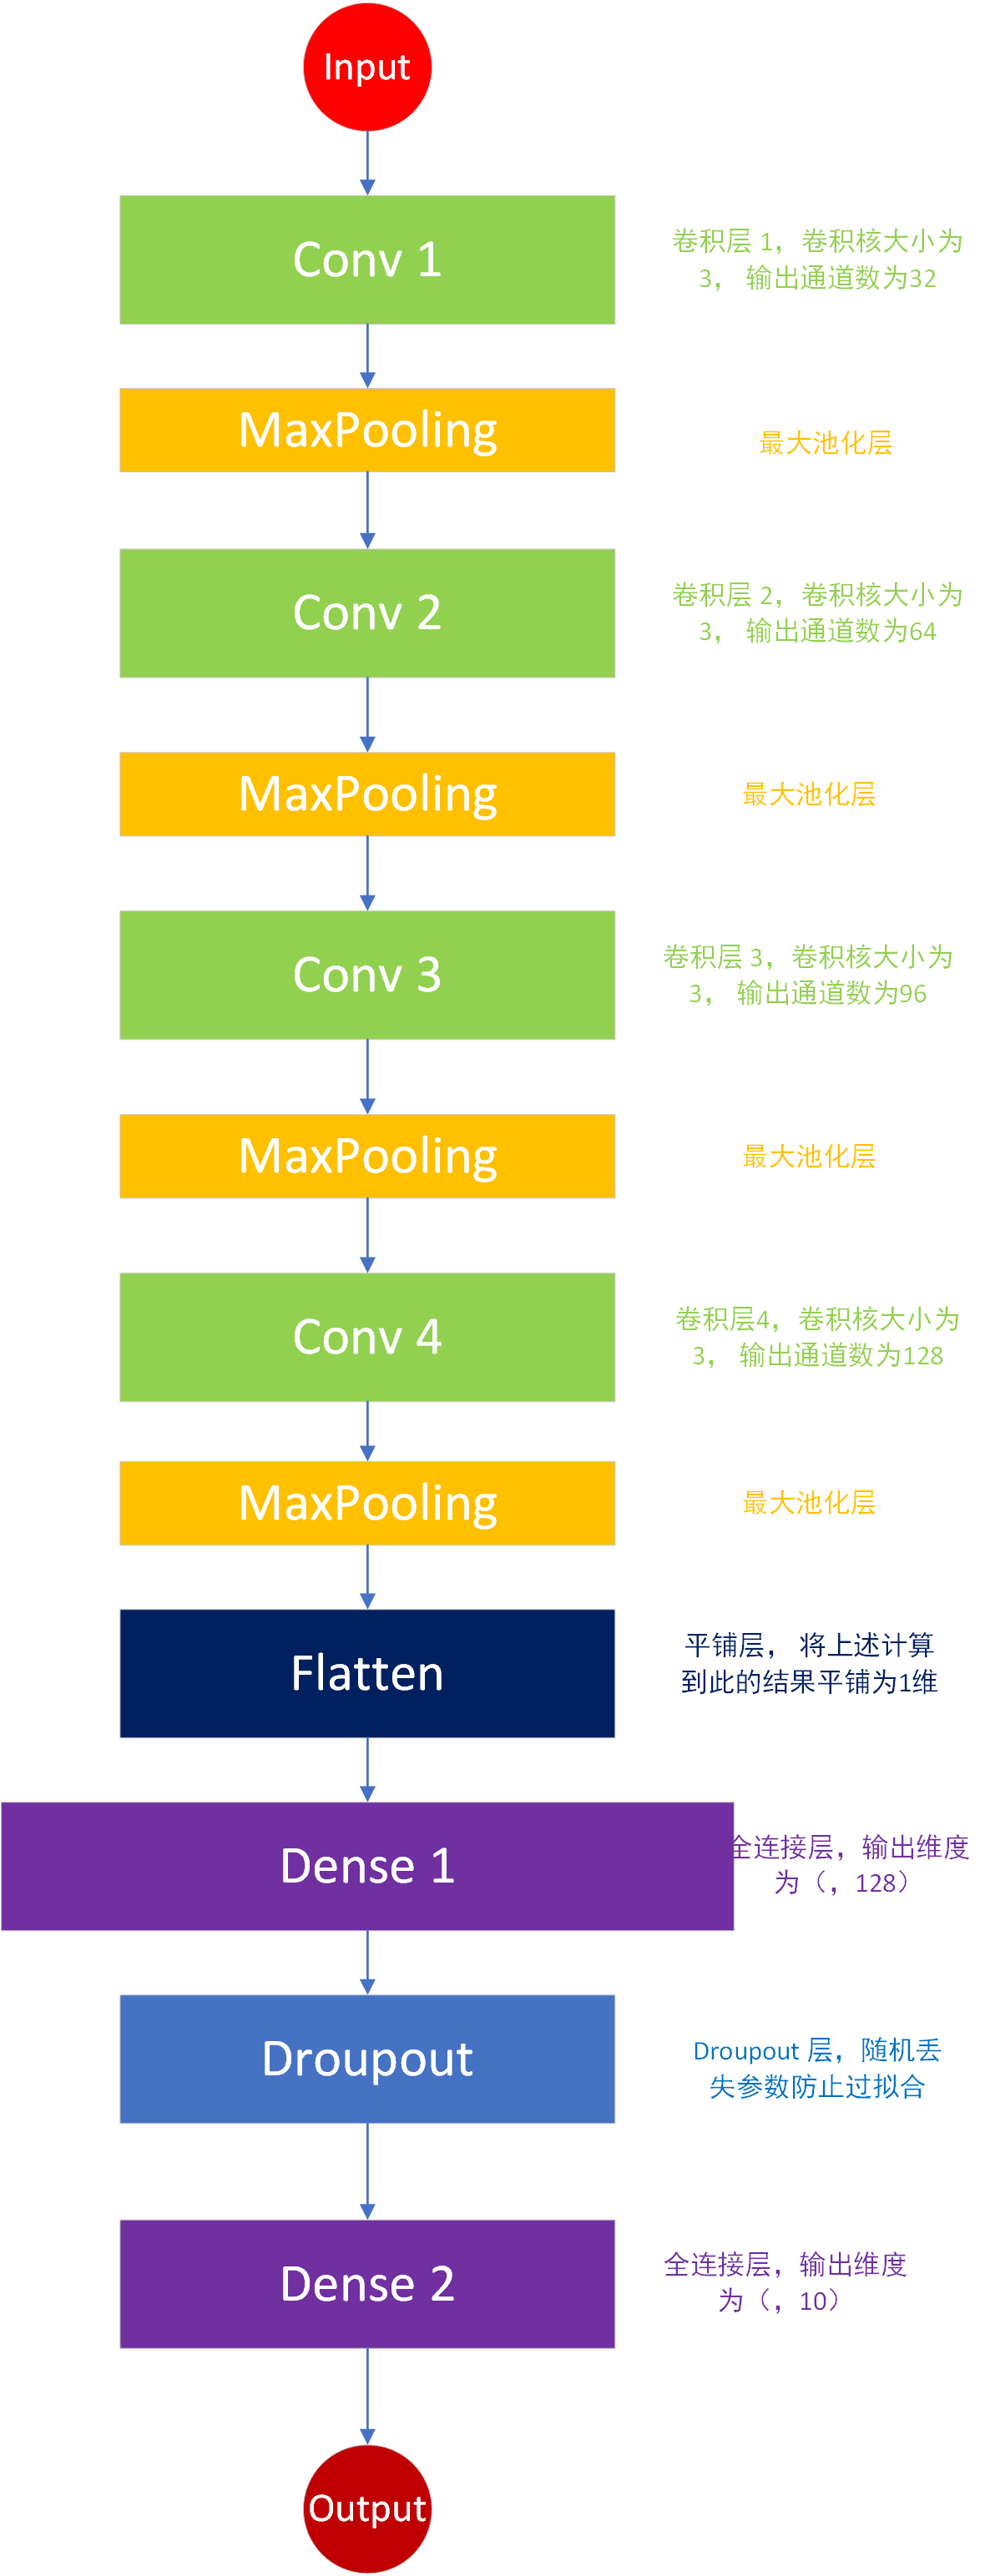 Input
Conv 1
卷积层 1，卷积核大小为
3， 输出通道数为32
MaxPooling
最大池化层
Conv 2
卷积层 2，卷积核大小为
3， 输出通道数为64
MaxPooling
最大池化层
Conv 3
卷积层 3，卷积核大小为
3， 输出通道数为96
MaxPooling
最大池化层
Conv 4
卷积层4，卷积核大小为
3， 输出通道数为128
MaxPooling
最大池化层
Flatten
平铺层， 将上述计算
到此的结果平铺为1维
Dense 1
全连接层，输出维度
为（，128）
Droupout
Droupout 层，随机丢
失参数防止过拟合
Dense 2
全连接层，输出维度
为（，10）
Output